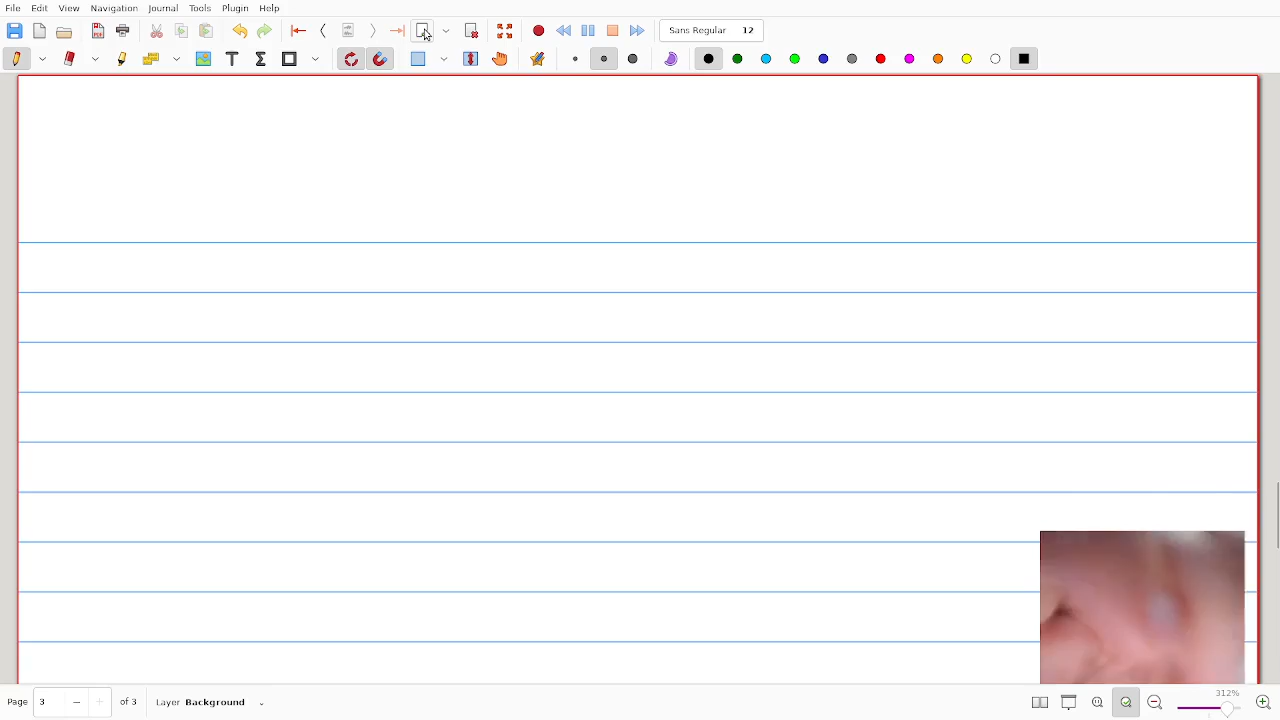 File Edit View Navigation Journal Tools Plugin Help
Sans Regular 12
T Σ
Page 3 of 3 Layer Background
312%